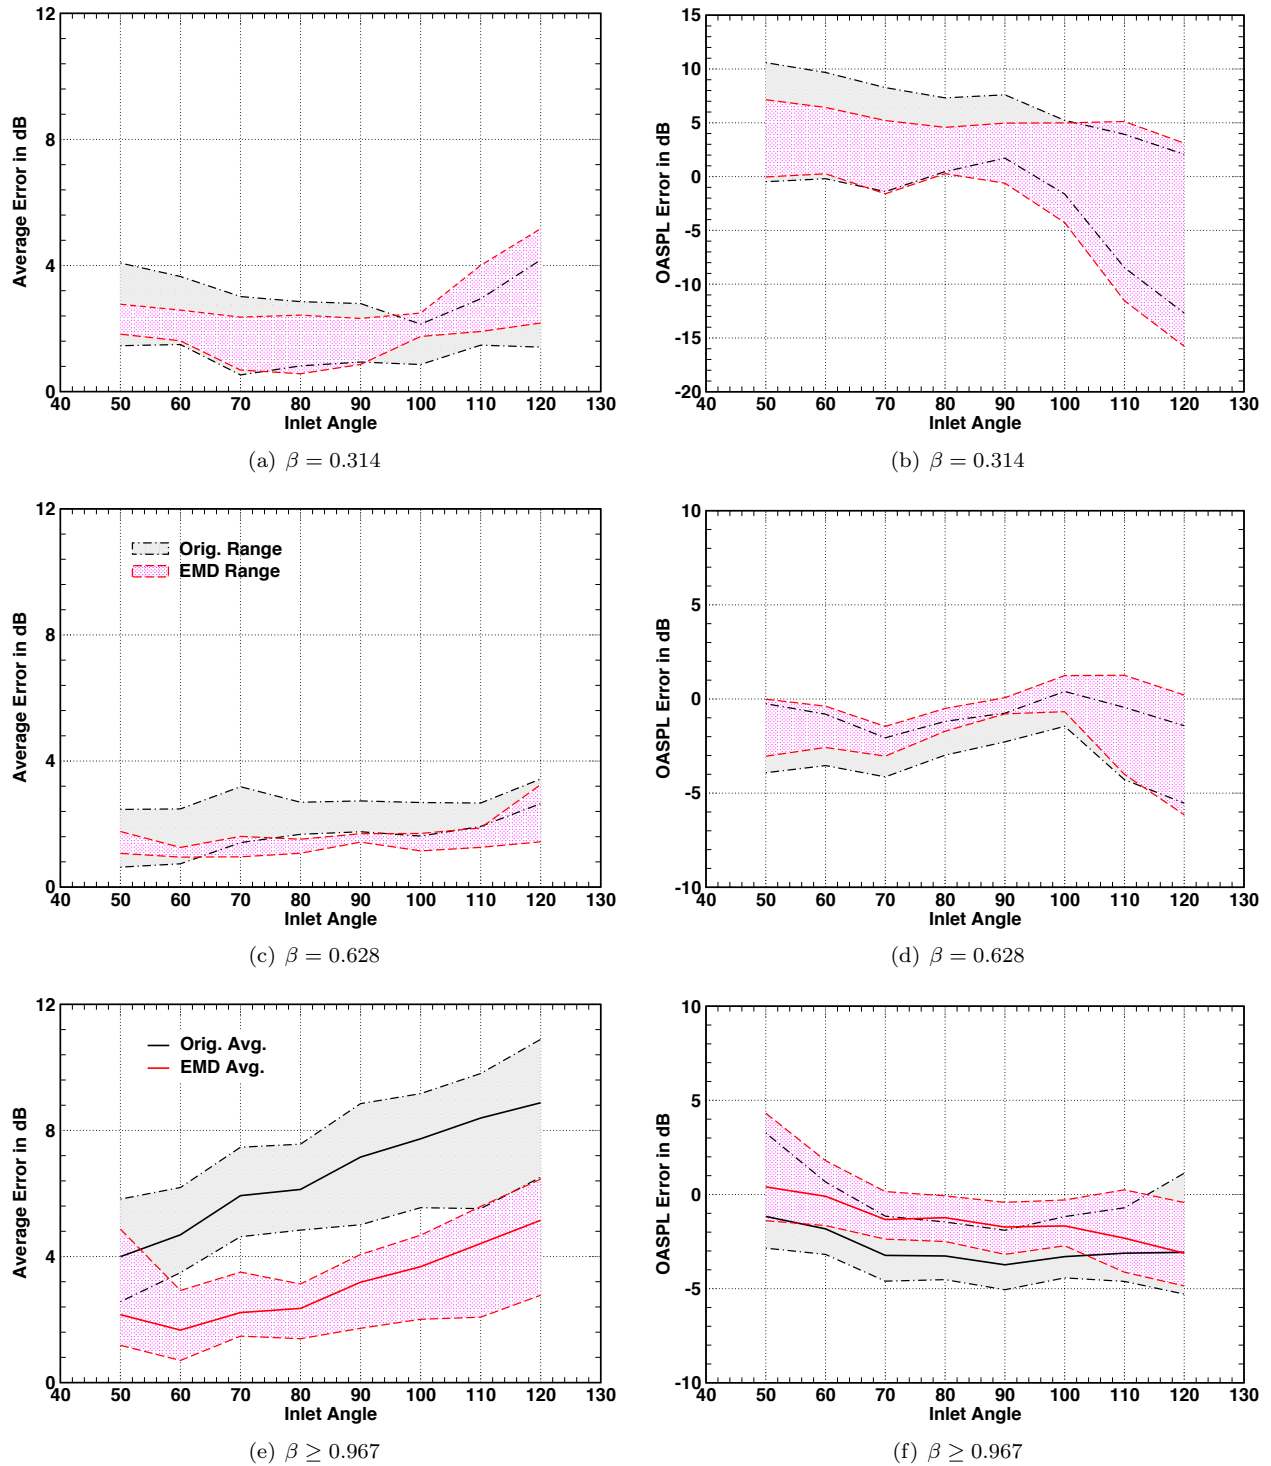 12
8
4
0
Average Error in dB
40 50 60 70 80 90 100 110 120 130
Inlet Angle
(a) β = 0.314
15
10
5
0
-5
-10
-15
-20
OASPL Error in dB
40 50 60 70 80 90 100 110 120 130
Inlet Angle
(b) β = 0.314
12
8
4
0
Average Error in dB
Orig. Range
EMD Range
40 50 60 70 80 90 100 110 120 130
Inlet Angle
(c) β = 0.628
10
5
0
-5
-10
OASPL Error in dB
40 50 60 70 80 90 100 110 120 130
Inlet Angle
(d) β = 0.628
12
8
4
0
Average Error in dB
Orig. Avg.
EMD Avg.
40 50 60 70 80 90 100 110 120 130
Inlet Angle
(e) β ≥ 0.967
10
5
0
-5
-10
OASPL Error in dB
40 50 60 70 80 90 100 110 120 130
Inlet Angle
(f) β ≥ 0.967